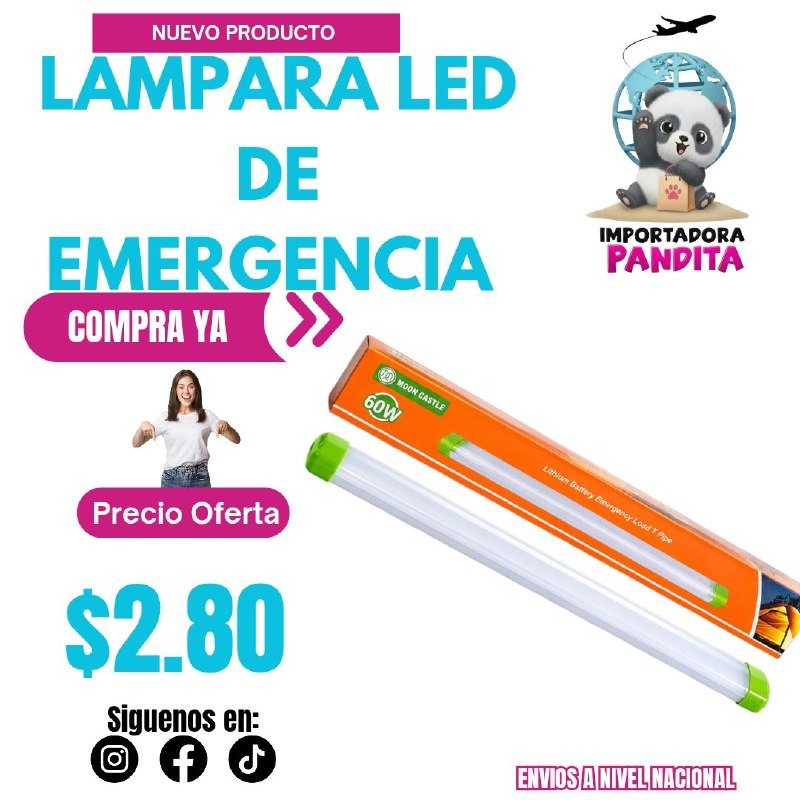 NUEVO PRODUCTO
LAMPARA LED
DE
EMERGENCIA
IMPORTADORA
PANDITA
COMPRA YA
MOON CASTLE
60W
Lithium Battery Emergency Load T Pipe
Precio Oferta
$2.80
Siguenos en:
ENVIOS A NIVEL NACIONAL